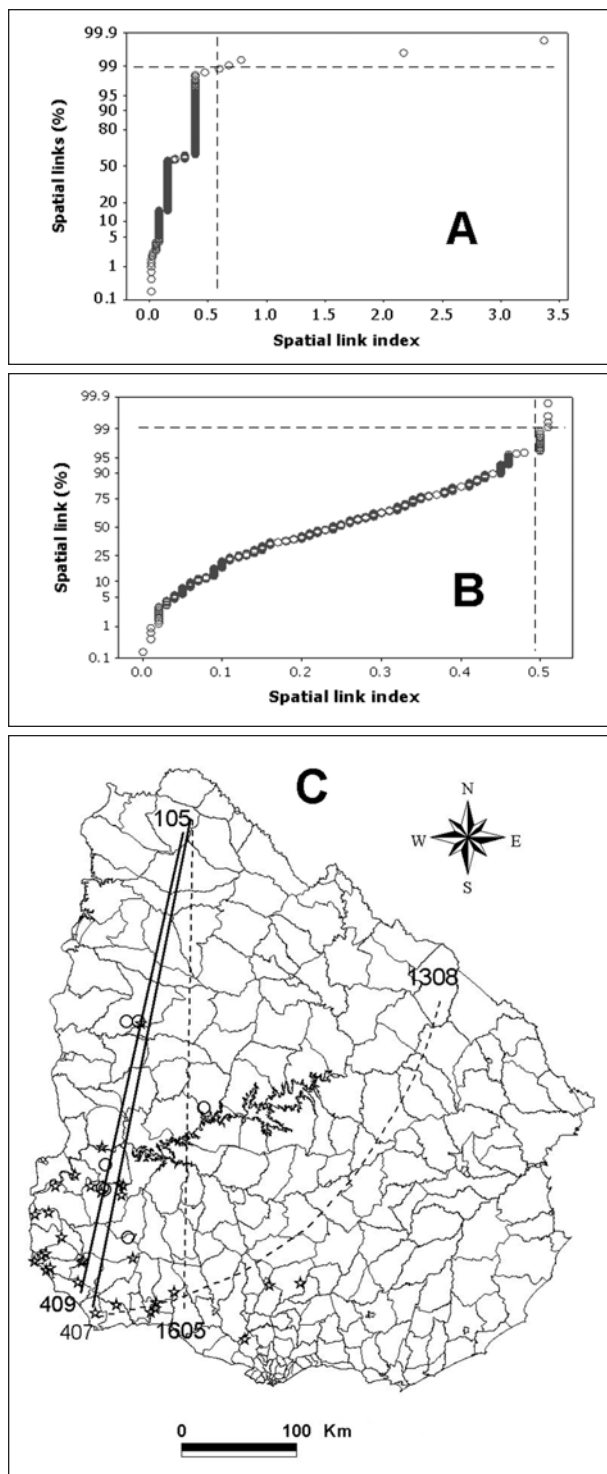 99.9
99
95
90
80
50
20
10
5
1
0.1
Spatial links (%)
A
0.0 0.5 1.0 1.5 2.0 2.5 3.0 3.5
Spatial link index
99.9
99
95
90
75
50
25
10
5
1
0.1
Spatial link (%)
B
0.0 0.1 0.2 0.3 0.4 0.5
Spatial link index
C
N
W E
S
105
1308
409
407
1605
0 100 Km